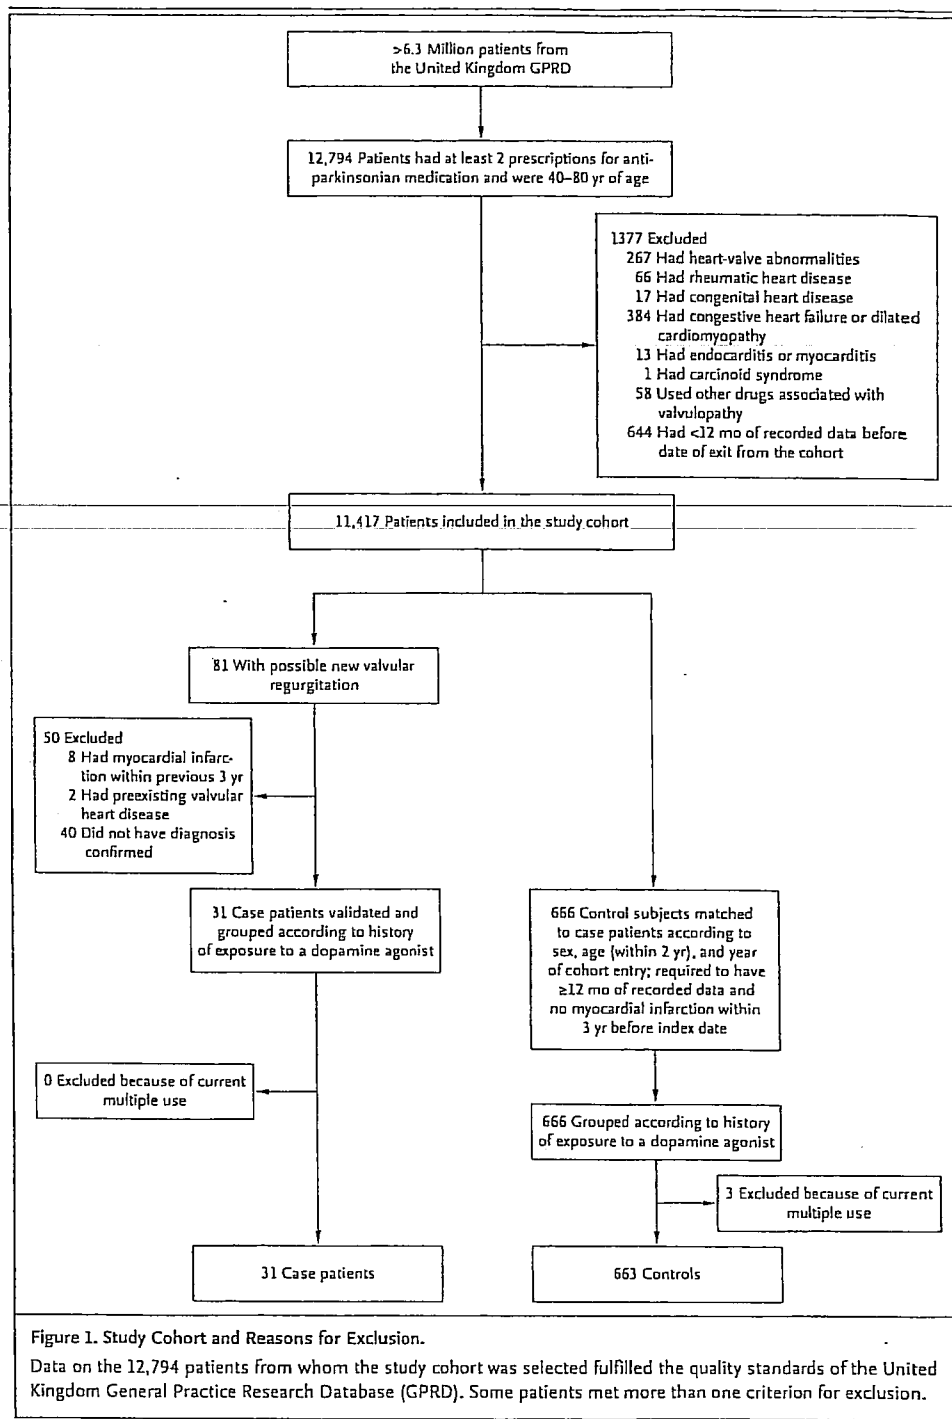 >6.3 Million patients from
the United Kingdom GPRD
12,794 Patients had at least 2 prescriptions for anti-
parkinsonian medication and were 40–80 yr of age
1377 Excluded
267 Had heart-valve abnormalities
66 Had rheumatic heart disease
17 Had congenital heart disease
384 Had congestive heart failure or dilated
cardiomyopathy
13 Had endocarditis or myocarditis
1 Had carcinoid syndrome
58 Used other drugs associated with
valvulopathy
644 Had <12 mo of recorded data before
date of exit from the cohort
11,417 Patients included in the study cohort
81 With possible new valvular
regurgitation
50 Excluded
8 Had myocardial infarc-
tion within previous 3 yr
2 Had preexisting valvular
heart disease
40 Did not have diagnosis
confirmed
31 Case patients validated and
grouped according to history
of exposure to a dopamine agonist
666 Control subjects matched
to case patients according to
sex, age (within 2 yr), and year
of cohort entry; required to have
≥12 mo of recorded data and
no myocardial infarction within
3 yr before index date
0 Excluded because of current
multiple use
666 Grouped according to history
of exposure to a dopamine agonist
3 Excluded because of current
multiple use
31 Case patients
663 Controls
Figure 1. Study Cohort and Reasons for Exclusion.
Data on the 12,794 patients from whom the study cohort was selected fulfilled the quality standards of the United
Kingdom General Practice Research Database (GPRD). Some patients met more than one criterion for exclusion.